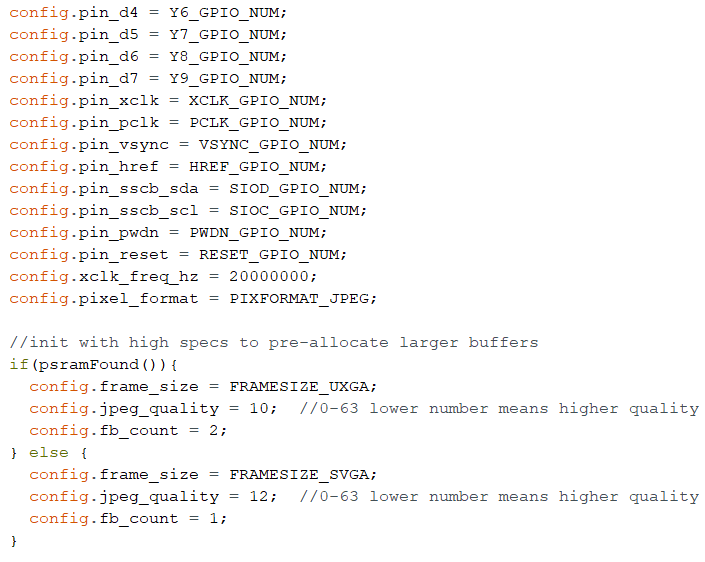 config.pin_d4 = Y6_GPIO_NUM;
config.pin_d5 = Y7_GPIO_NUM;
config.pin_d6 = Y8_GPIO_NUM;
config.pin_d7 = Y9_GPIO_NUM;
config.pin_xclk = XCLK_GPIO_NUM;
config.pin_pclk = PCLK_GPIO_NUM;
config.pin_vsync = VSYNC_GPIO_NUM;
config.pin_href = HREF_GPIO_NUM;
config.pin_sscb_sda = SIOD_GPIO_NUM;
config.pin_sscb_scl = SIOC_GPIO_NUM;
config.pin_pwdn = PWDN_GPIO_NUM;
config.pin_reset = RESET_GPIO_NUM;
config.xclk_freq_hz = 20000000;
config.pixel_format = PIXFORMAT_JPEG;

//init with high specs to pre-allocate larger buffers
if(psramFound()){
  config.frame_size = FRAMESIZE_UXGA;
  config.jpeg_quality = 10;  //0-63 lower number means higher quality
  config.fb_count = 2;
} else {
  config.frame_size = FRAMESIZE_SVGA;
  config.jpeg_quality = 12;  //0-63 lower number means higher quality
  config.fb_count = 1;
}